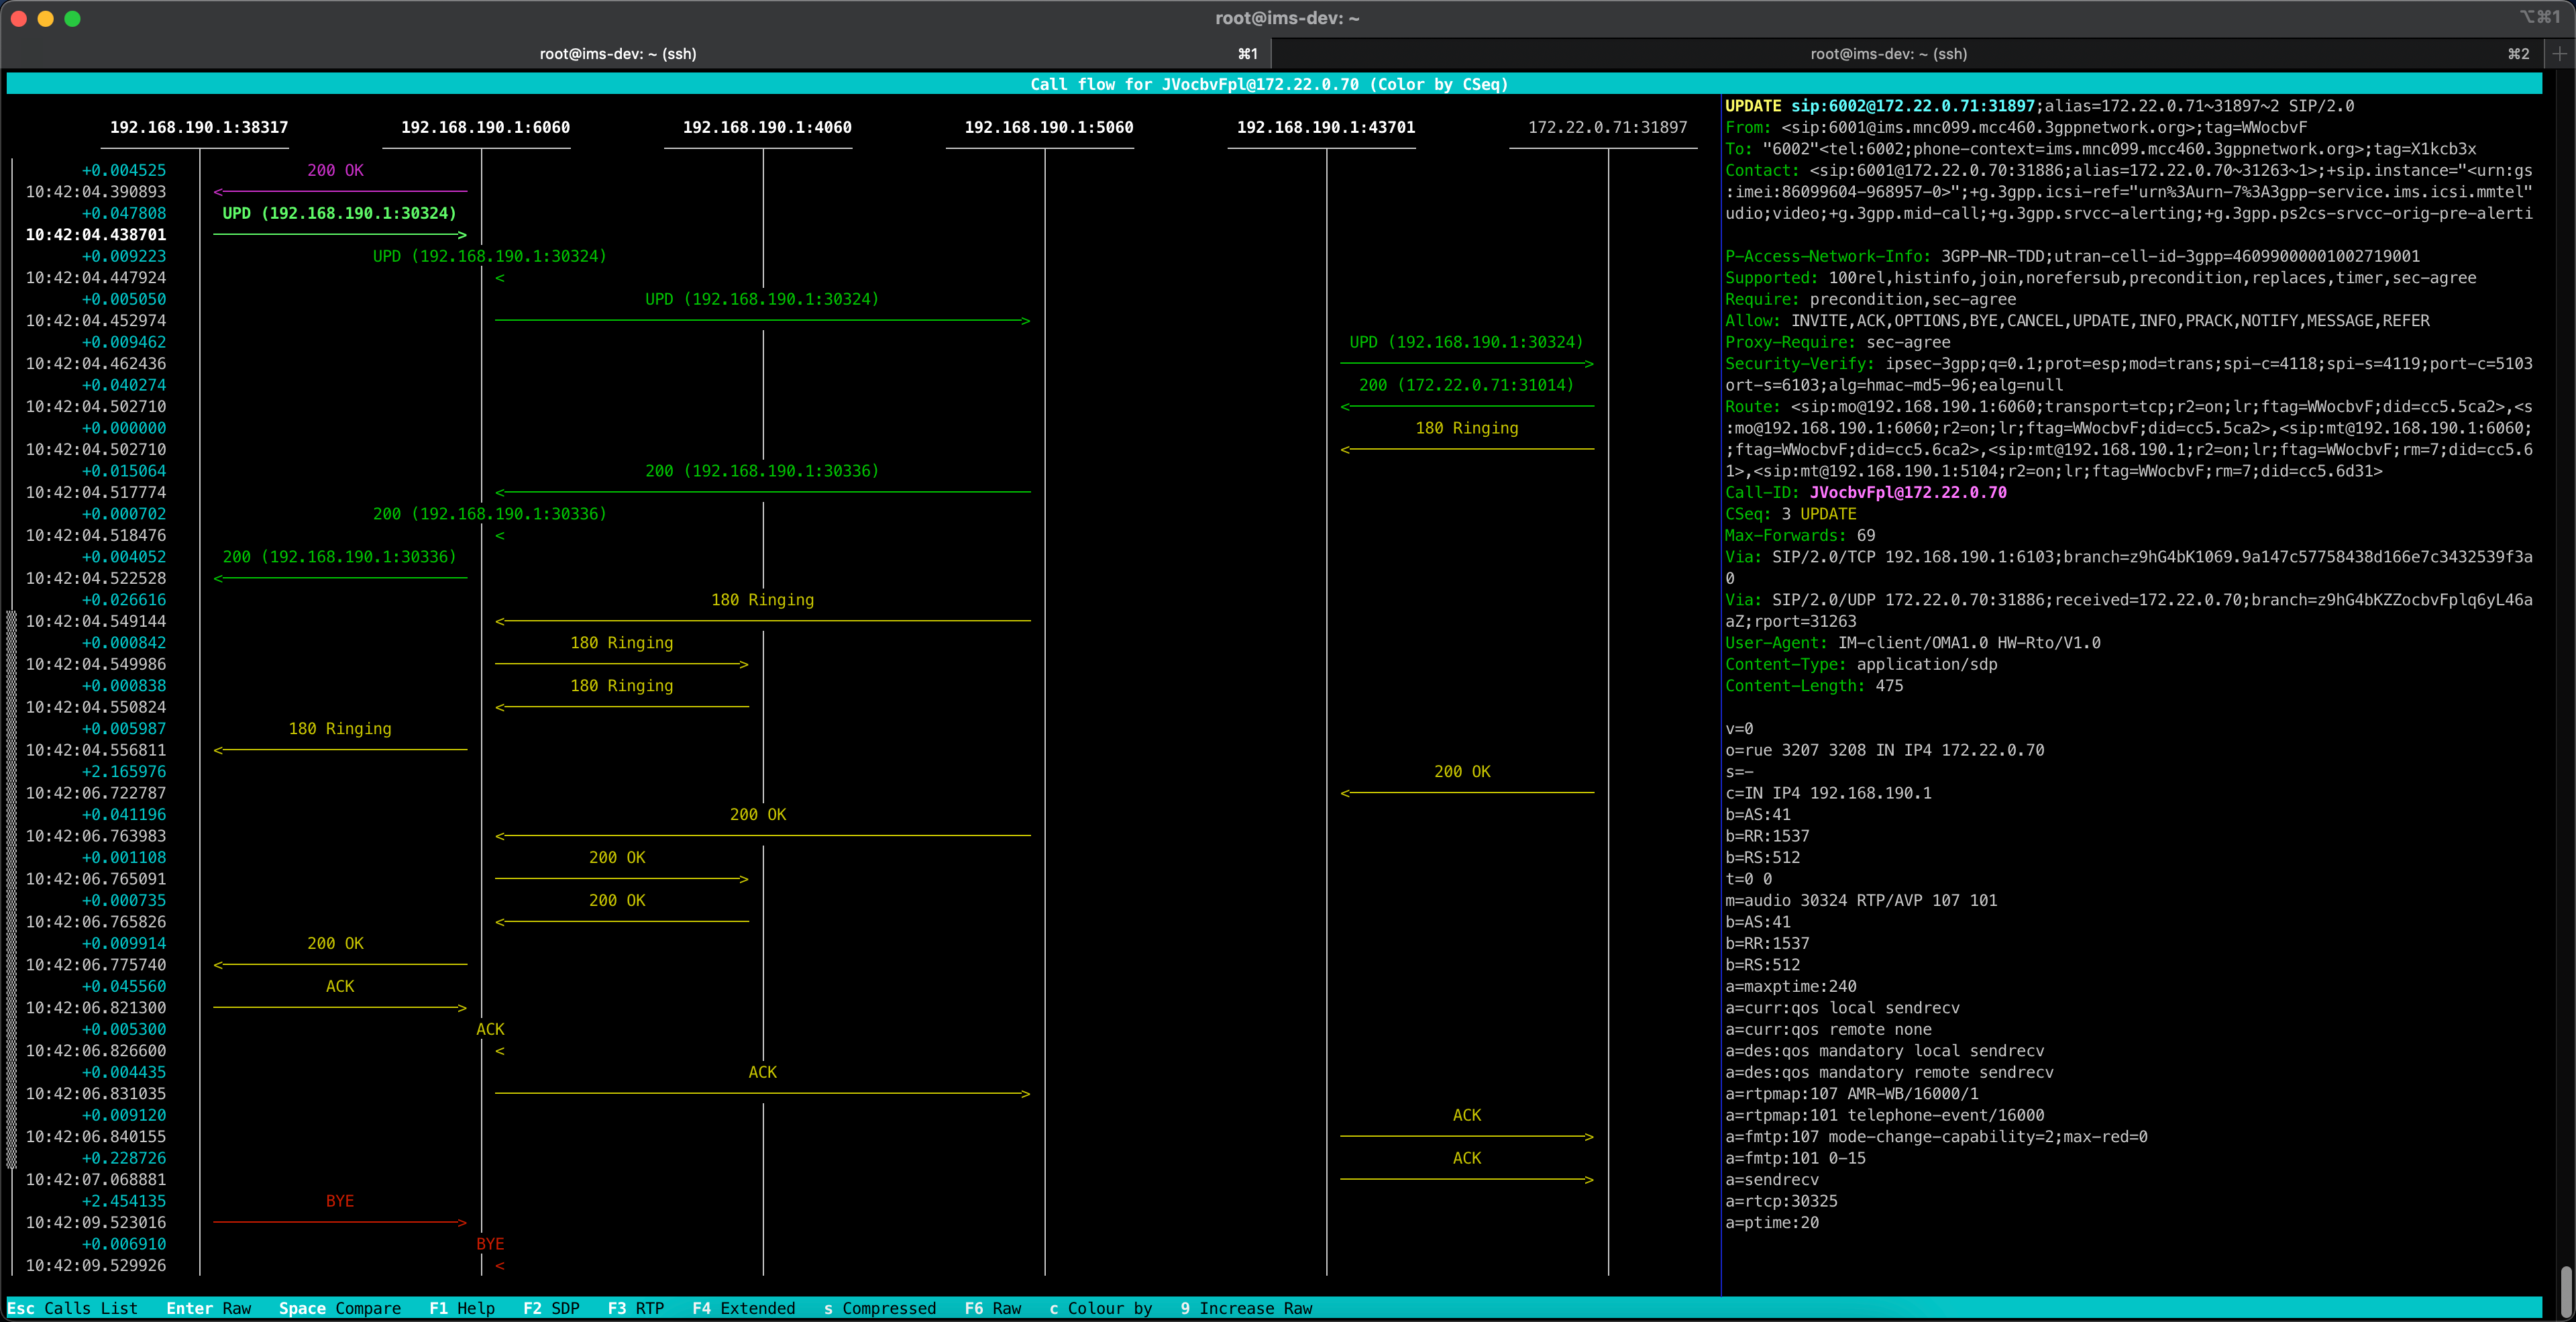 root@ims-dev: ~
⌥⌘1
root@ims-dev: ~ (ssh) ⌘1 root@ims-dev: ~ (ssh) ⌘2
Call flow for JVocbvFpl@172.22.0.70 (Color by CSeq)
192.168.190.1:38317 192.168.190.1:6060 192.168.190.1:4060 192.168.190.1:5060 192.168.190.1:43701 172.22.0.71:31897
+0.004525 200 OK
10:42:04.390893
+0.047808 UPD (192.168.190.1:30324)
10:42:04.438701
+0.009223 UPD (192.168.190.1:30324)
10:42:04.447924
+0.005050 UPD (192.168.190.1:30324)
10:42:04.452974
+0.009462 UPD (192.168.190.1:30324)
10:42:04.462436
+0.040274 200 (172.22.0.71:31014)
10:42:04.502710
+0.000000 180 Ringing
10:42:04.502710
+0.015064 200 (192.168.190.1:30336)
10:42:04.517774
+0.000702 200 (192.168.190.1:30336)
10:42:04.518476
+0.004052 200 (192.168.190.1:30336)
10:42:04.522528
+0.026616 180 Ringing
10:42:04.549144
+0.000842 180 Ringing
10:42:04.549986
+0.000838 180 Ringing
10:42:04.550824
+0.005987 180 Ringing
10:42:04.556811
+2.165976 200 OK
10:42:06.722787
+0.041196 200 OK
10:42:06.763983
+0.001108 200 OK
10:42:06.765091
+0.000735 200 OK
10:42:06.765826
+0.009914 200 OK
10:42:06.775740
+0.045560 ACK
10:42:06.821300
+0.005300 ACK
10:42:06.826600
+0.004435 ACK
10:42:06.831035
+0.009120 ACK
10:42:06.840155
+0.228726 ACK
10:42:07.068881
+2.454135 BYE
10:42:09.523016
+0.006910 BYE
10:42:09.529926
UPDATE sip:6002@172.22.0.71:31897;alias=172.22.0.71~31897~2 SIP/2.0
From: <sip:6001@ims.mnc099.mcc460.3gppnetwork.org>;tag=WWocbvF
To: "6002"<tel:6002;phone-context=ims.mnc099.mcc460.3gppnetwork.org>;tag=X1kcb3x
Contact: <sip:6001@172.22.0.70:31886;alias=172.22.0.70~31263~1>;+sip.instance="<urn:gs
:imei:86099604-968957-0>";+g.3gpp.icsi-ref="urn%3Aurn-7%3A3gpp-service.ims.icsi.mmtel"
udio;video;+g.3gpp.mid-call;+g.3gpp.srvcc-alerting;+g.3gpp.ps2cs-srvcc-orig-pre-alerti
P-Access-Network-Info: 3GPP-NR-TDD;utran-cell-id-3gpp=46099000001002719001
Supported: 100rel,histinfo,join,norefersub,precondition,replaces,timer,sec-agree
Require: precondition,sec-agree
Allow: INVITE,ACK,OPTIONS,BYE,CANCEL,UPDATE,INFO,PRACK,NOTIFY,MESSAGE,REFER
Proxy-Require: sec-agree
Security-Verify: ipsec-3gpp;q=0.1;prot=esp;mod=trans;spi-c=4118;spi-s=4119;port-c=5103
ort-s=6103;alg=hmac-md5-96;ealg=null
Route: <sip:mo@192.168.190.1:6060;transport=tcp;r2=on;lr;ftag=WWocbvF;did=cc5.5ca2>,<s
:mo@192.168.190.1:6060;r2=on;lr;ftag=WWocbvF;did=cc5.5ca2>,<sip:mt@192.168.190.1:6060;
;ftag=WWocbvF;did=cc5.6ca2>,<sip:mt@192.168.190.1;r2=on;lr;ftag=WWocbvF;rm=7;did=cc5.6
1>,<sip:mt@192.168.190.1:5104;r2=on;lr;ftag=WWocbvF;rm=7;did=cc5.6d31>
Call-ID: JVocbvFpl@172.22.0.70
CSeq: 3 UPDATE
Max-Forwards: 69
Via: SIP/2.0/TCP 192.168.190.1:6103;branch=z9hG4bK1069.9a147c57758438d166e7c3432539f3a
0
Via: SIP/2.0/UDP 172.22.0.70:31886;received=172.22.0.70;branch=z9hG4bKZZocbvFplq6yL46a
aZ;rport=31263
User-Agent: IM-client/OMA1.0 HW-Rto/V1.0
Content-Type: application/sdp
Content-Length: 475
v=0
o=rue 3207 3208 IN IP4 172.22.0.70
s=-
c=IN IP4 192.168.190.1
b=AS:41
b=RR:1537
b=RS:512
t=0 0
m=audio 30324 RTP/AVP 107 101
b=AS:41
b=RR:1537
b=RS:512
a=maxptime:240
a=curr:qos local sendrecv
a=curr:qos remote none
a=des:qos mandatory local sendrecv
a=des:qos mandatory remote sendrecv
a=rtpmap:107 AMR-WB/16000/1
a=rtpmap:101 telephone-event/16000
a=fmtp:107 mode-change-capability=2;max-red=0
a=fmtp:101 0-15
a=sendrecv
a=rtcp:30325
a=ptime:20
Esc Calls List Enter Raw Space Compare F1 Help F2 SDP F3 RTP F4 Extended s Compressed F6 Raw c Colour by 9 Increase Raw